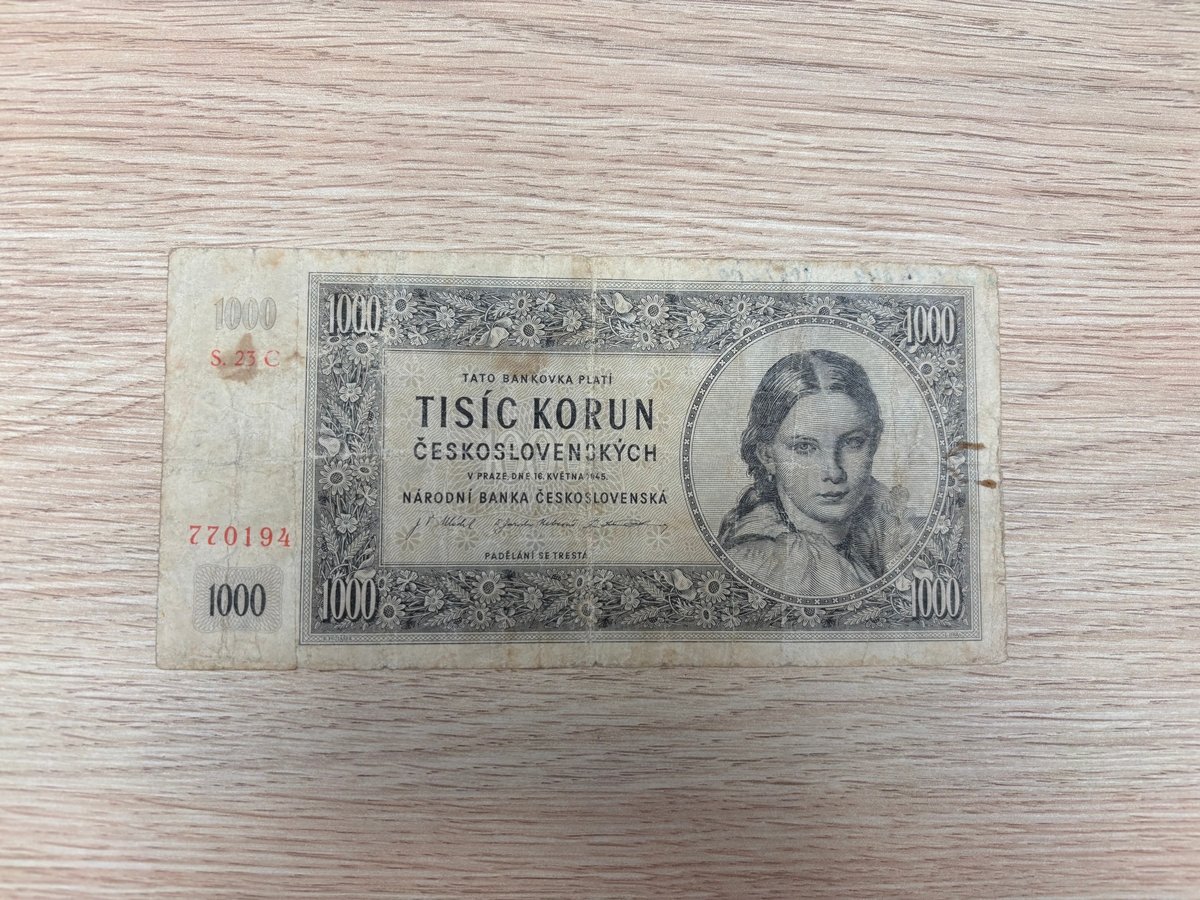 1000
S. 23 C
770194
1000
1000
1000
TATO BANKOVKA PLATÍ
TISÍC KORUN
ČESKOSLOVENSKÝCH
V PRAZE, DNE 16. KVĚTNA 1945.
NÁRODNÍ BANKA ČESKOSLOVENSKÁ
PADĚLÁNÍ SE TRESTÁ
1000
1000